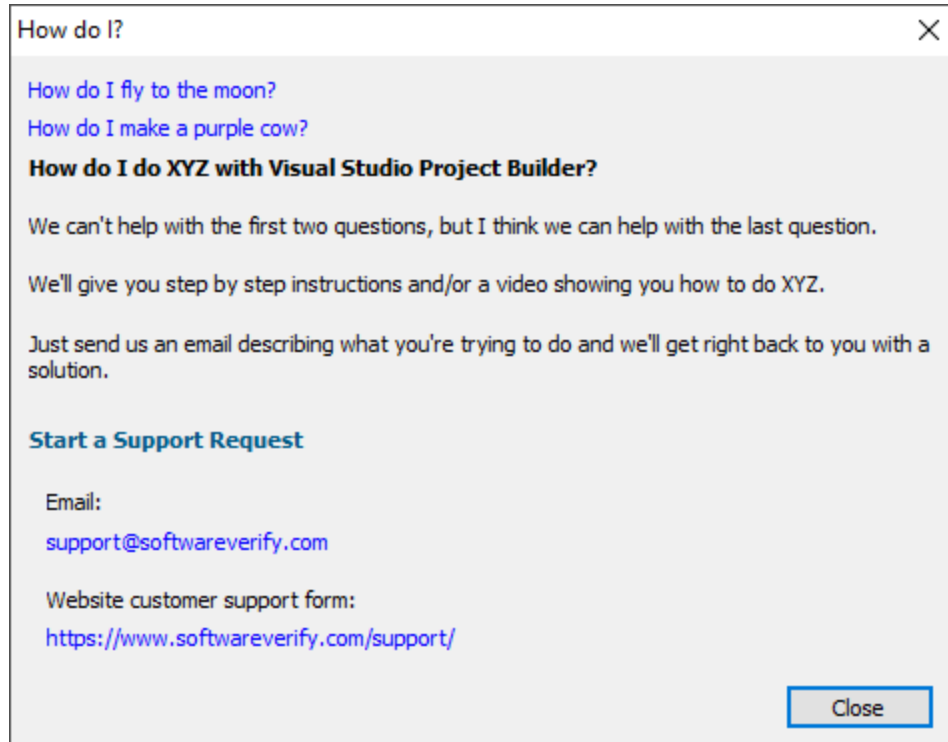 How do I?
How do I fly to the moon?
How do I make a purple cow?
How do I do XYZ with Visual Studio Project Builder?
We can't help with the first two questions, but I think we can help with the last question.
We'll give you step by step instructions and/or a video showing you how to do XYZ.
Just send us an email describing what you're trying to do and we'll get right back to you with a
solution.
Start a Support Request
Email:
support@softwareverify.com
Website customer support form:
https://www.softwareverify.com/support/
Close